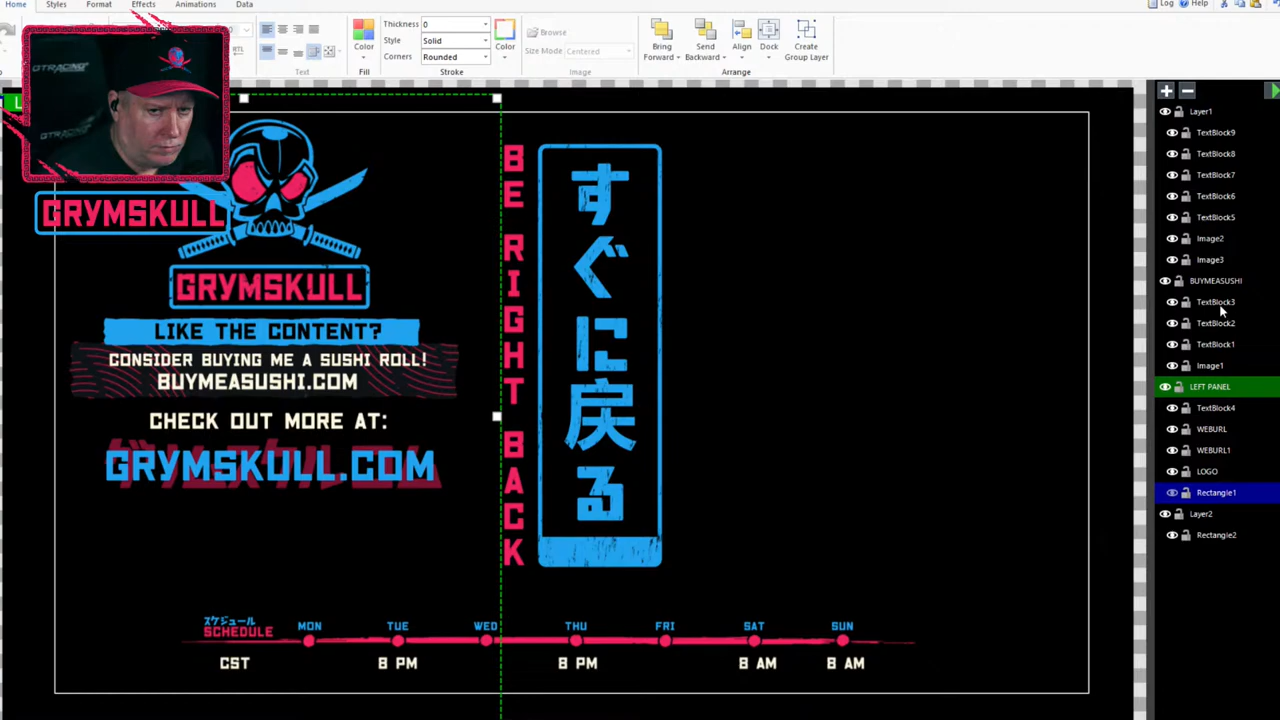 Home Styles Format Effects Animations Data
Log Help
Thickness 0
Style Solid
Corners Rounded
Color
Fill
Text
Color
Stroke
Browse
Size Mode Centered
Image
Bring Forward
Send Backward
Align
Dock
Create Group Layer
Arrange
GTRACING
GRYMSKULL
GRYMSKULL
LIKE THE CONTENT?
CONSIDER BUYING ME A SUSHI ROLL!
BUYMEASUSHI.COM
CHECK OUT MORE AT:
GRYMSKULL.COM
BE RIGHT BACK
すぐに戻る
スケジュール
SCHEDULE MON TUE WED THU FRI SAT SUN
CST 8 PM 8 PM 8 AM 8 AM
Layer1
TextBlock9
TextBlock8
TextBlock7
TextBlock6
TextBlock5
Image2
Image3
BUYMEASUSHI
TextBlock3
TextBlock2
TextBlock1
Image1
LEFT PANEL
TextBlock4
WEBURL
WEBURL1
LOGO
Rectangle1
Layer2
Rectangle2